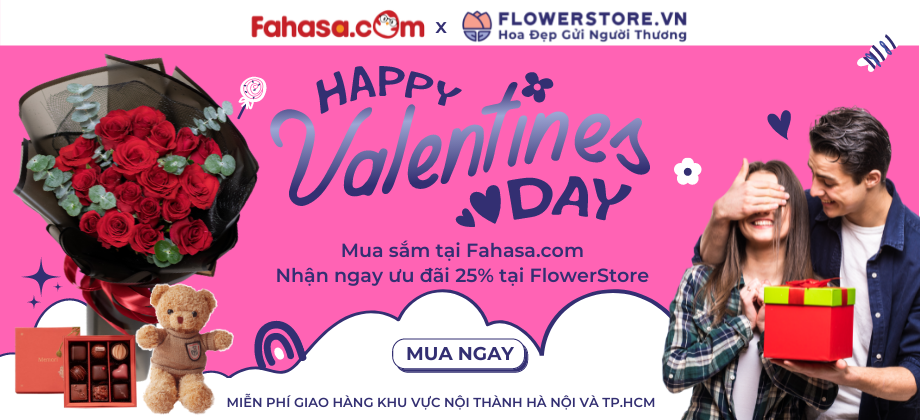 Fahasa.com x FLOWERSTORE.VN
Hoa Đẹp Gửi Người Thương
HAPPY
Valentines
DAY
Mua sắm tại Fahasa.com
Nhận ngay ưu đãi 25% tại FlowerStore
MUA NGAY
MIỄN PHÍ GIAO HÀNG KHU VỰC NỘI THÀNH HÀ NỘI VÀ TP.HCM